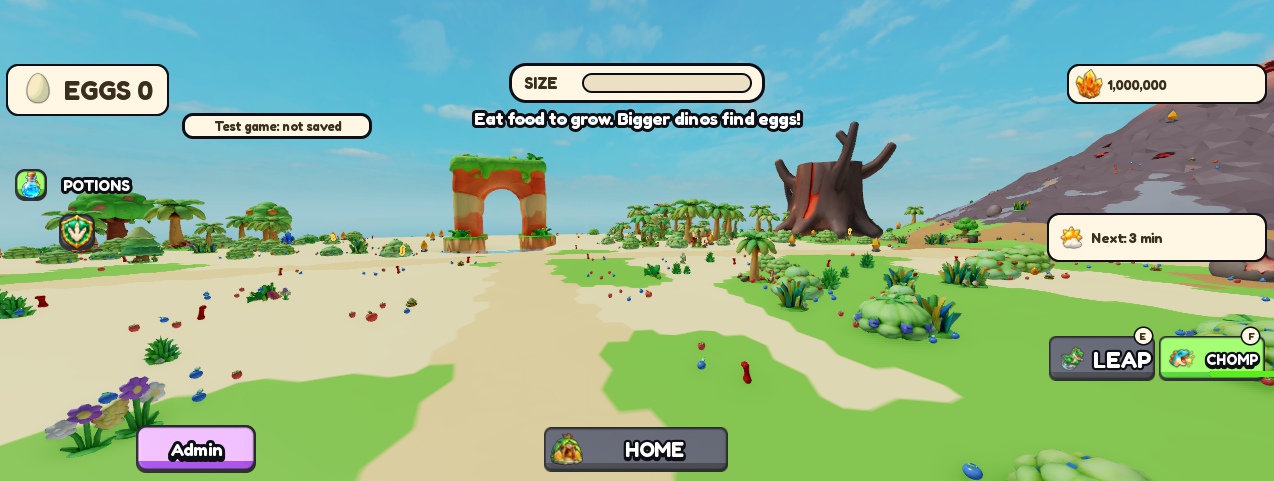 EGGS 0
SIZE
1,000,000
Eat food to grow. Bigger dinos find eggs!
Test game: not saved
POTIONS
Next: 3 min
E
F
LEAP
CHOMP
Admin
HOME